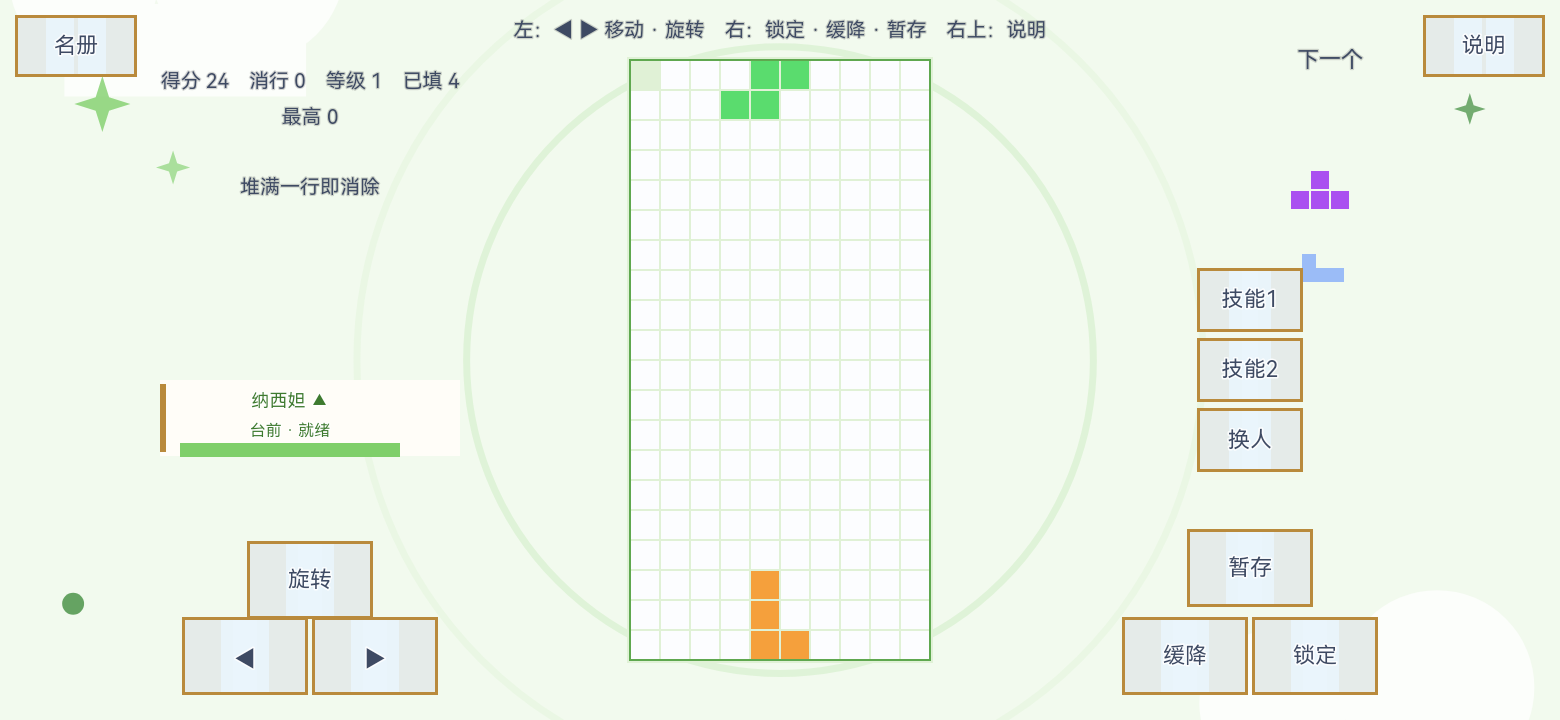 左: ◀ ▶ 移动 · 旋转 右: 锁定 · 缓降 · 暂存 右上: 说明
名册
说明
下一个
得分 24 消行 0 等级 1 已填 4
最高 0
堆满一行即消除
技能1
技能2
换人
纳西妲 ▲
台前 · 就绪
旋转
◀
▶
暂存
缓降
锁定